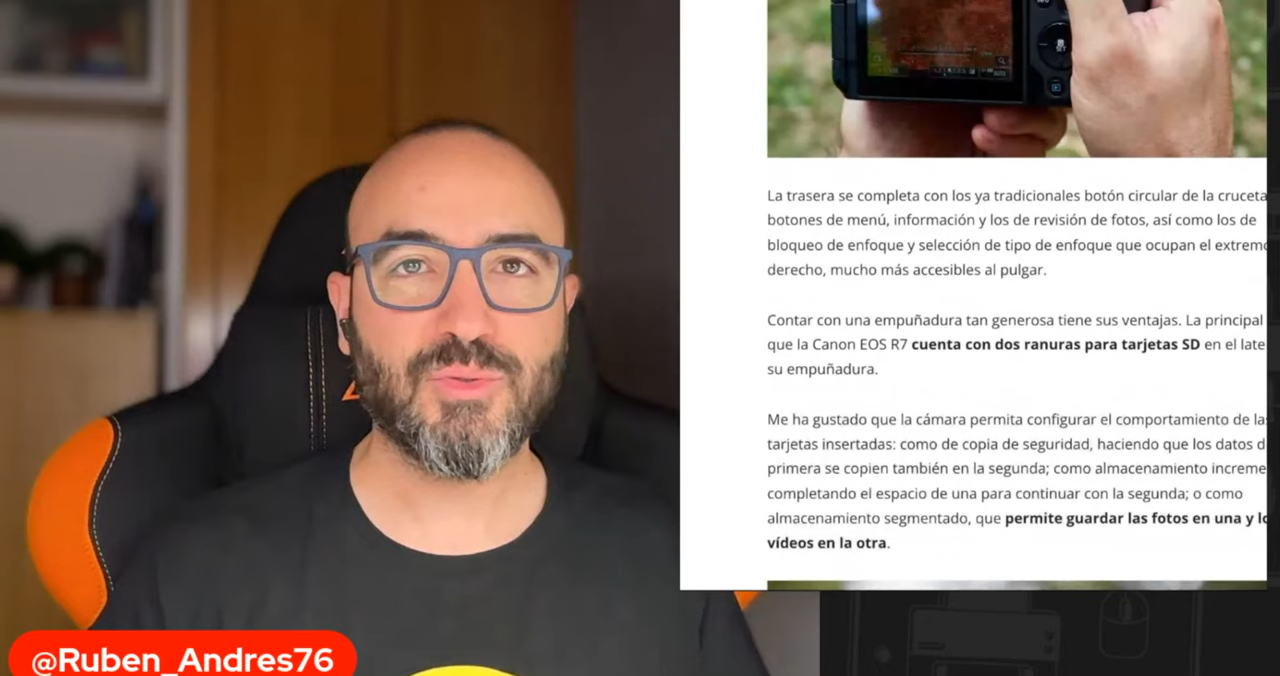 La trasera se completa con los ya tradicionales botón circular de la cruceta
botones de menú, información y los de revisión de fotos, así como los de
bloqueo de enfoque y selección de tipo de enfoque que ocupan el extremo
derecho, mucho más accesibles al pulgar.
Contar con una empuñadura tan generosa tiene sus ventajas. La principal
que la Canon EOS R7 cuenta con dos ranuras para tarjetas SD en el late
su empuñadura.
Me ha gustado que la cámara permita configurar el comportamiento de las
tarjetas insertadas: como de copia de seguridad, haciendo que los datos d
primera se copien también en la segunda; como almacenamiento increme
completando el espacio de una para continuar con la segunda; o como
almacenamiento segmentado, que permite guardar las fotos en una y lo
vídeos en la otra.
@Ruben_Andres76